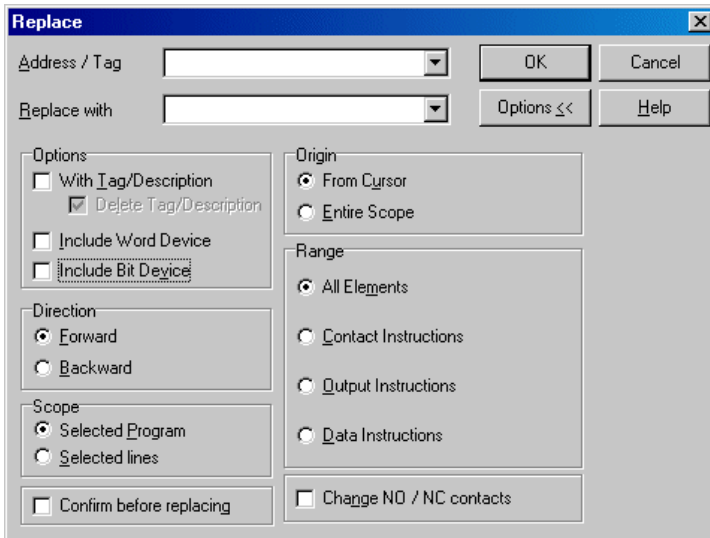 Replace
Address / Tag
OK
Cancel
Replace with
Options <<
Help
Options
With Tag/Description
Delete Tag/Description
Include Word Device
Include Bit Device
Direction
Forward
Backward
Scope
Selected Program
Selected lines
Confirm before replacing
Origin
From Cursor
Entire Scope
Range
All Elements
Contact Instructions
Output Instructions
Data Instructions
Change NO / NC contacts